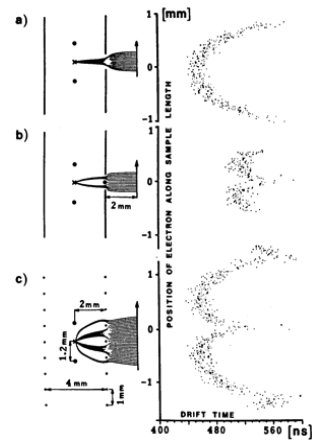 a)
[mm]
1
0
-1
b)
1
0
-1
2mm
c)
1
0
-1
2mm
1.2mm
4mm
1mm
POSITION OF ELECTRON ALONG SAMPLE LENGTH
DRIFT TIME
400 480 560 [ns]